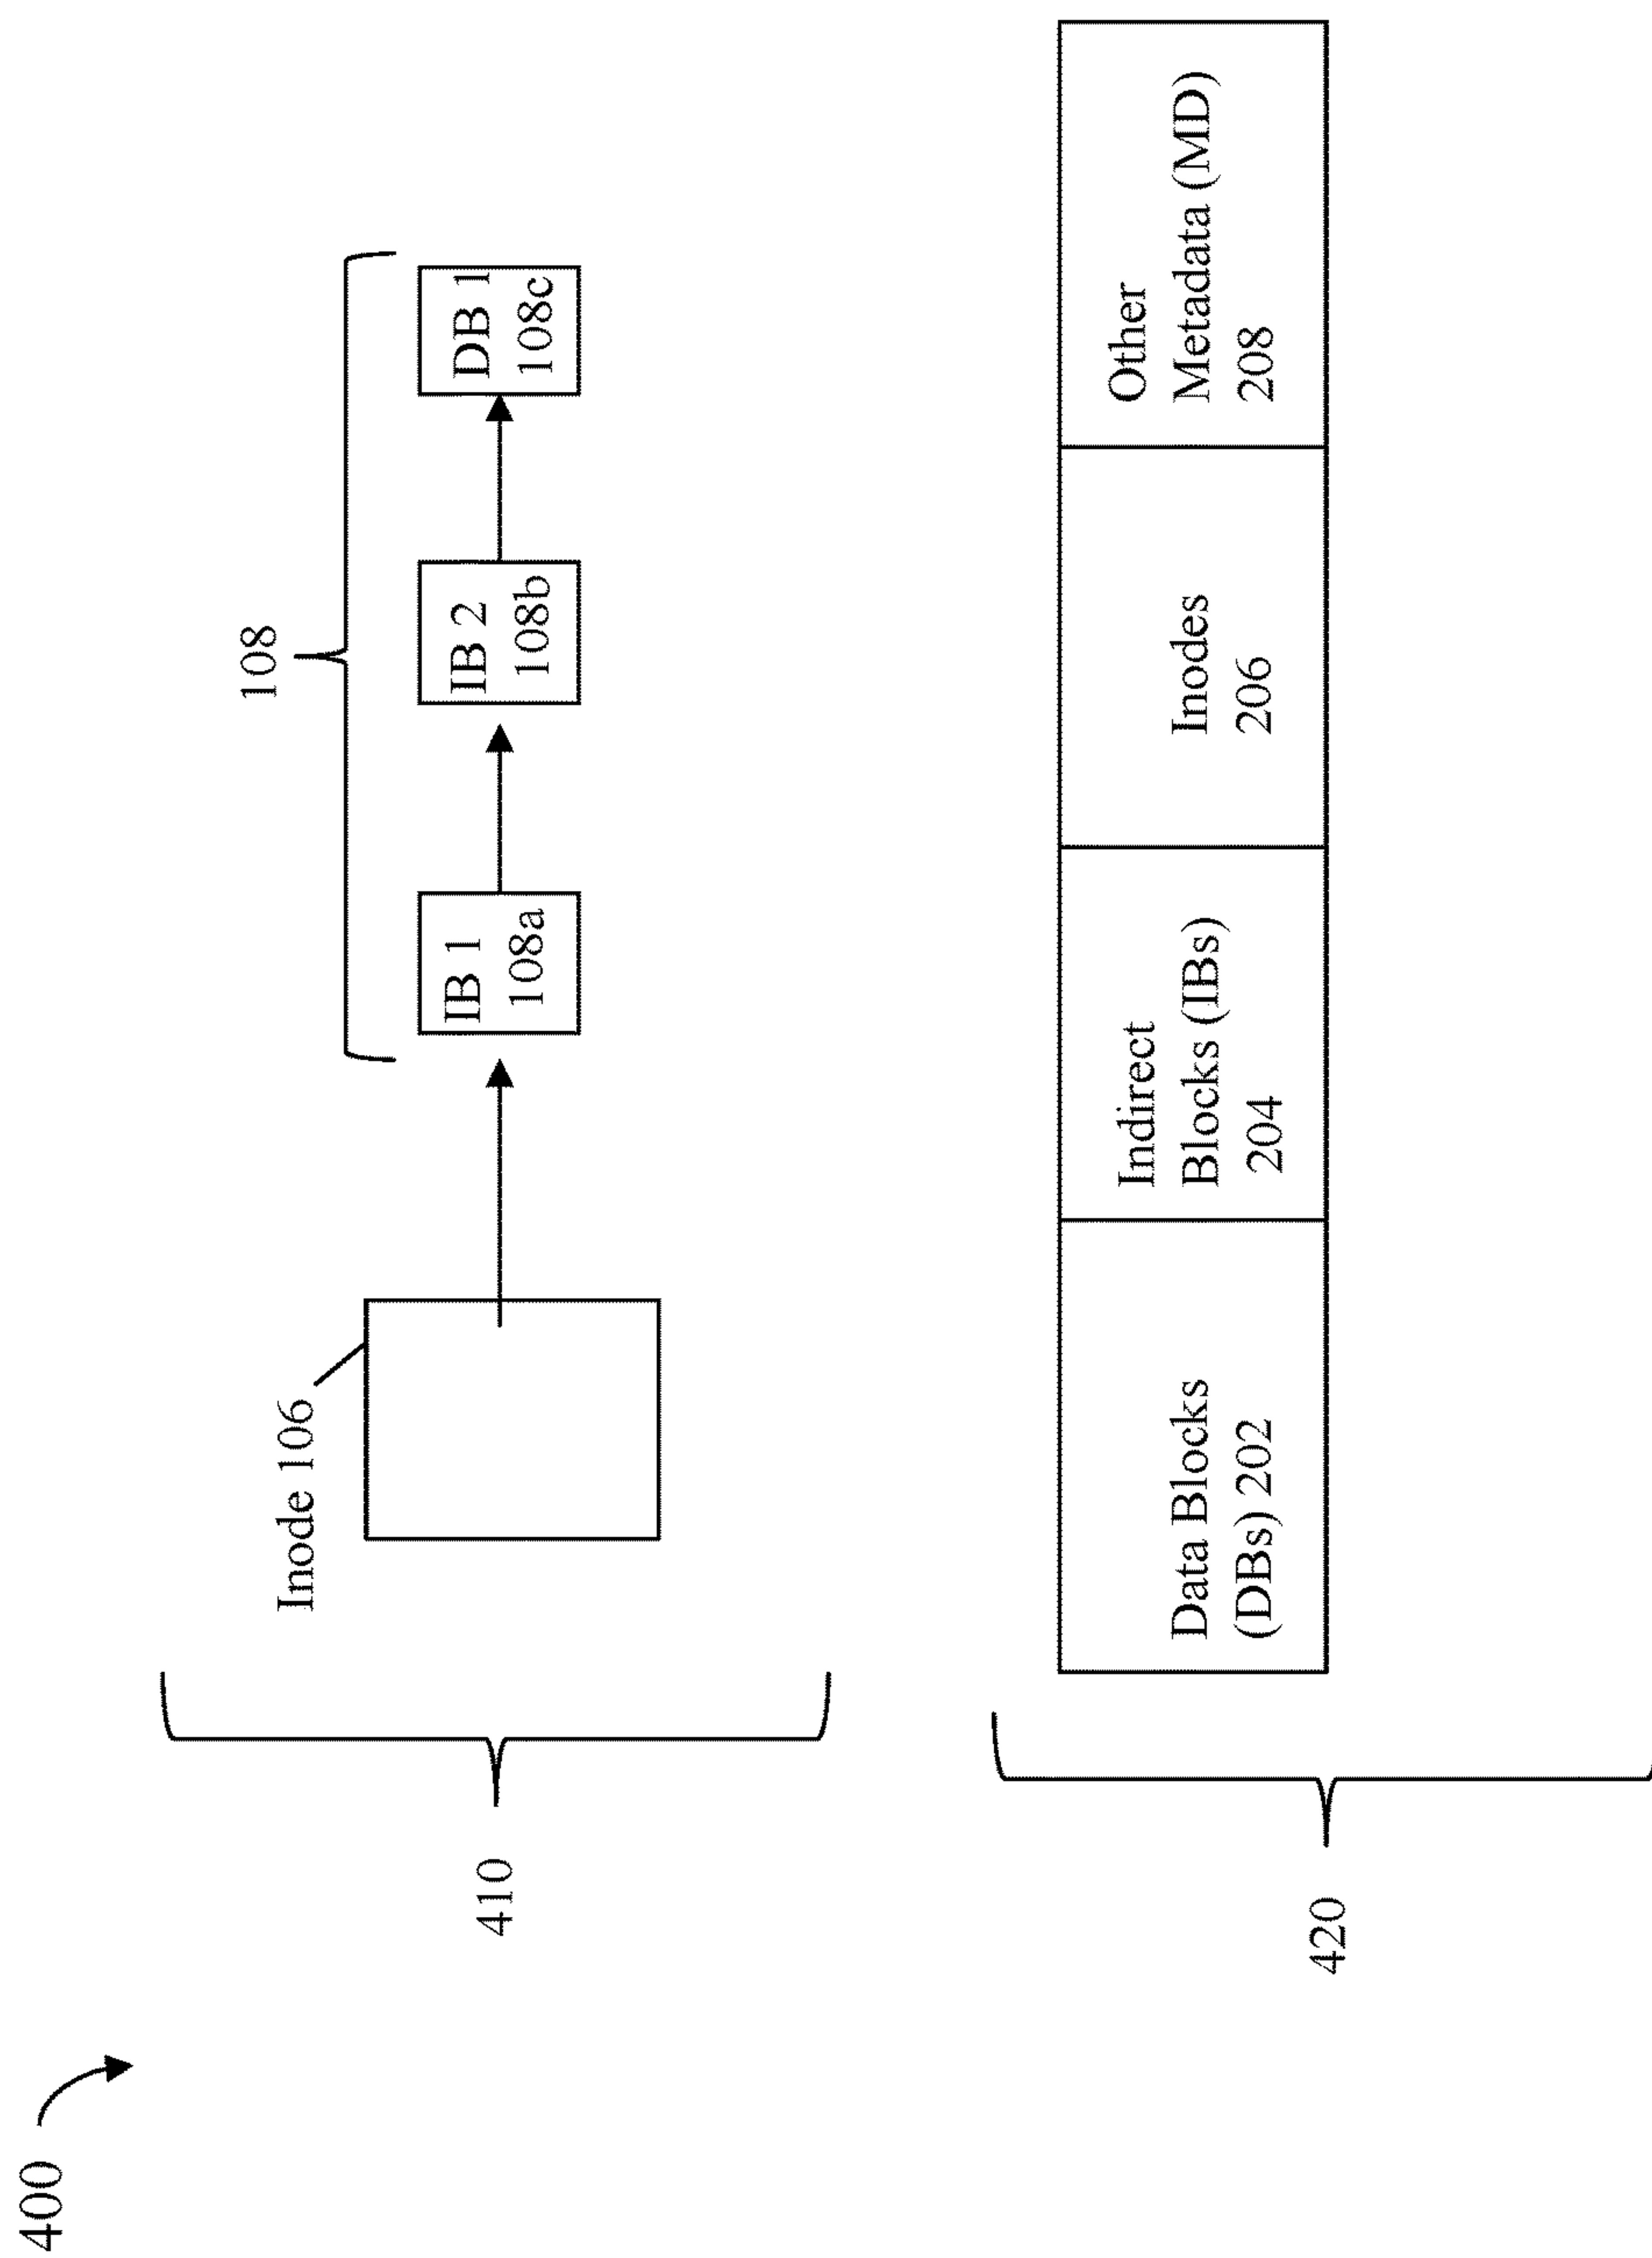 400
410
Inode 106
108
IB 1
108a
IB 2
108b
DB 1
108c
420
Data Blocks
(DBs) 202
Indirect
Blocks (IBs)
204
Inodes
206
Other
Metadata (MD)
208